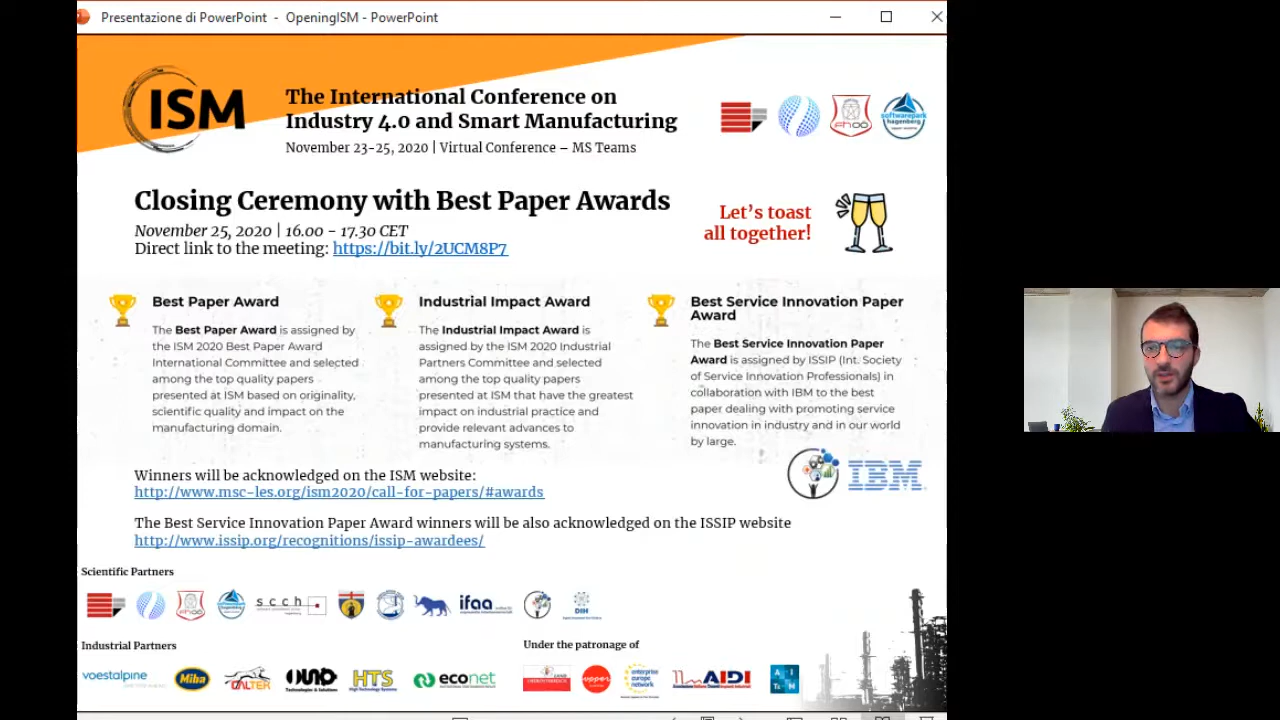 Presentazione di PowerPoint - OpeningISM - PowerPoint
ISM
The International Conference on
Industry 4.0 and Smart Manufacturing
November 23-25, 2020 | Virtual Conference – MS Teams
softwarepark
hagenberg
Closing Ceremony with Best Paper Awards
November 25, 2020 | 16.00 - 17.30 CET
Direct link to the meeting: https://bit.ly/2UCM8P7
Let's toast
all together!
Best Paper Award
The Best Paper Award is assigned by
the ISM 2020 Best Paper Award
International Committee and selected
among the top quality papers
presented at ISM based on originality,
scientific quality and impact on the
manufacturing domain.
Industrial Impact Award
The Industrial Impact Award is
assigned by the ISM 2020 Industrial
Partners Committee and selected
among the top quality papers
presented at ISM that have the greatest
impact on industrial practice and
provide relevant advances to
manufacturing systems.
Best Service Innovation Paper
Award
The Best Service Innovation Paper
Award is assigned by ISSIP (Int. Society
of Service Innovation Professionals) in
collaboration with IBM to the best
paper dealing with promoting service
innovation in industry and in our world
by large.
IBM
Winners will be acknowledged on the ISM website:
http://www.msc-les.org/ism2020/call-for-papers/#awards
The Best Service Innovation Paper Award winners will be also acknowledged on the ISSIP website
http://www.issip.org/recognitions/issip-awardees/
Scientific Partners
scch
ifaa
DIH
Industrial Partners
voestalpine
Miba
CALTEK
HTS
High Technology Systems
econet
Under the patronage of
upper
enterprise
europe
network
AIDI